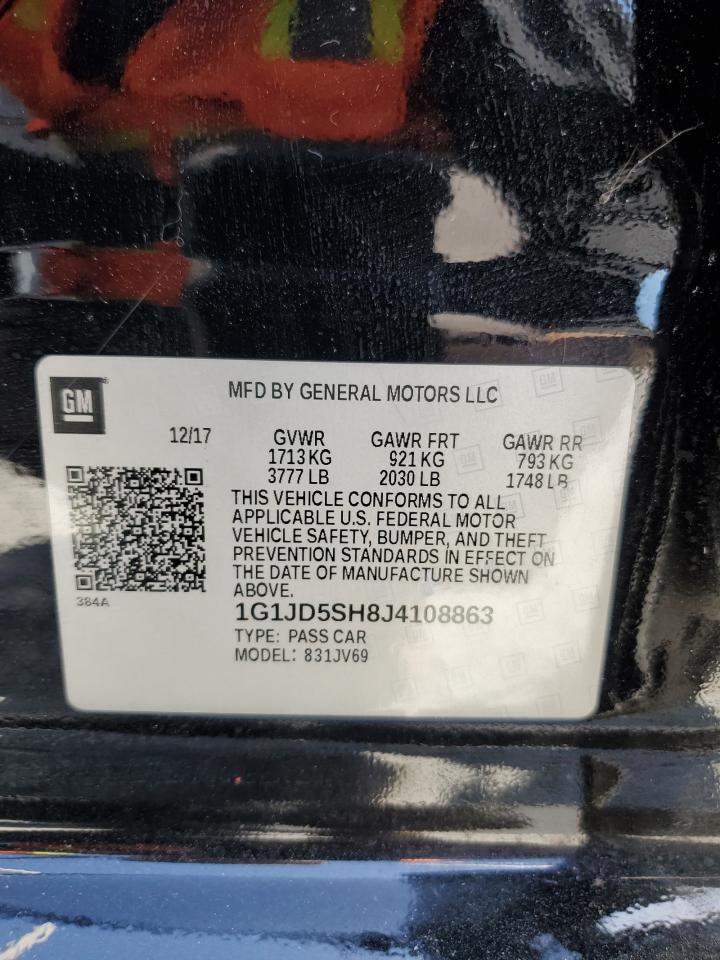 GM
MFD BY GENERAL MOTORS LLC
12/17 GVWR GAWR FRT GAWR RR
1713 KG 921 KG 793 KG
3777 LB 2030 LB 1748 LB
THIS VEHICLE CONFORMS TO ALL
APPLICABLE U.S. FEDERAL MOTOR
VEHICLE SAFETY, BUMPER, AND THEFT
PREVENTION STANDARDS IN EFFECT ON
THE DATE OF MANUFACTURE SHOWN
ABOVE.
384A
1G1JD5SH8J4108863
TYPE: PASS CAR
MODEL: 831JV69